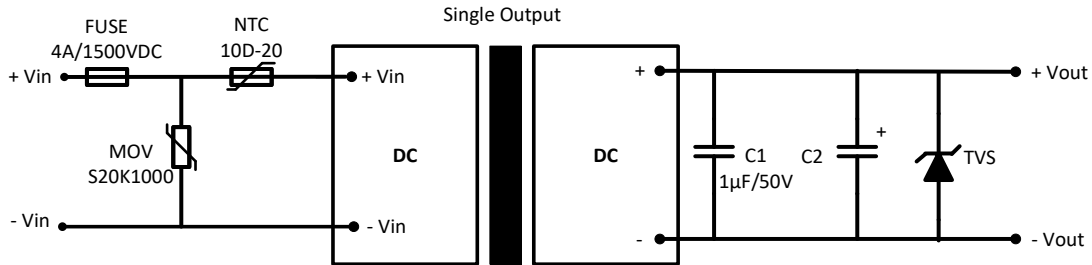 Single Output
FUSE
4A/1500VDC
NTC
10D-20
+ Vin
+ Vin
MOV
S20K1000
DC
- Vin
- Vin
DC
+
-
C1
1µF/50V
C2
+
TVS
+ Vout
- Vout